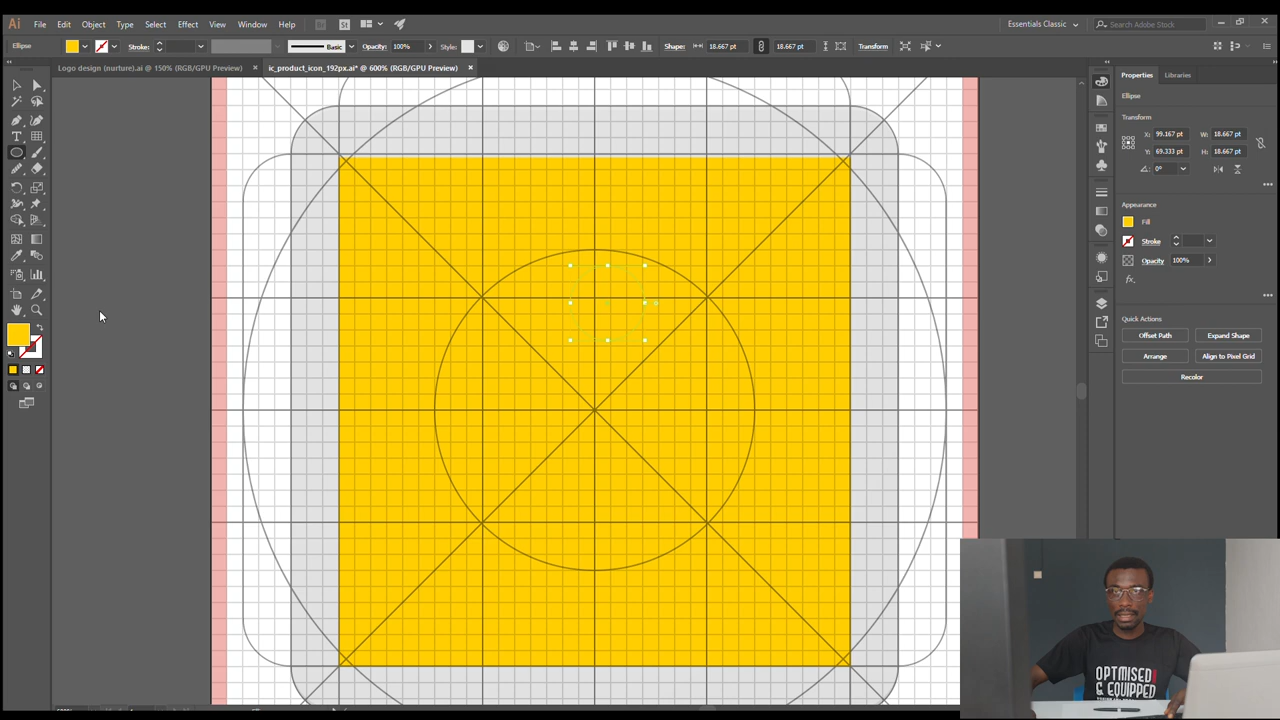 Ai File Edit Object Type Select Effect View Window Help Br St Essentials Classic Search Adobe Stock
Ellipse Stroke: Basic Opacity: 100% Style: Shape: 18.667 pt 18.667 pt Transform
Logo design (nurture).ai @ 150% (RGB/GPU Preview) × ic_product_icon_192px.ai* @ 600% (RGB/GPU Preview) ×
Properties Libraries
Ellipse
Transform
X: 99.167 pt W: 18.667 pt
Y: 69.333 pt H: 18.667 pt
0°
Appearance
Fill
Stroke
Opacity 100%
fx.
Quick Actions
Offset Path Expand Shape
Arrange Align to Pixel Grid
Recolor
OPTIMISED
& EQUIPPED